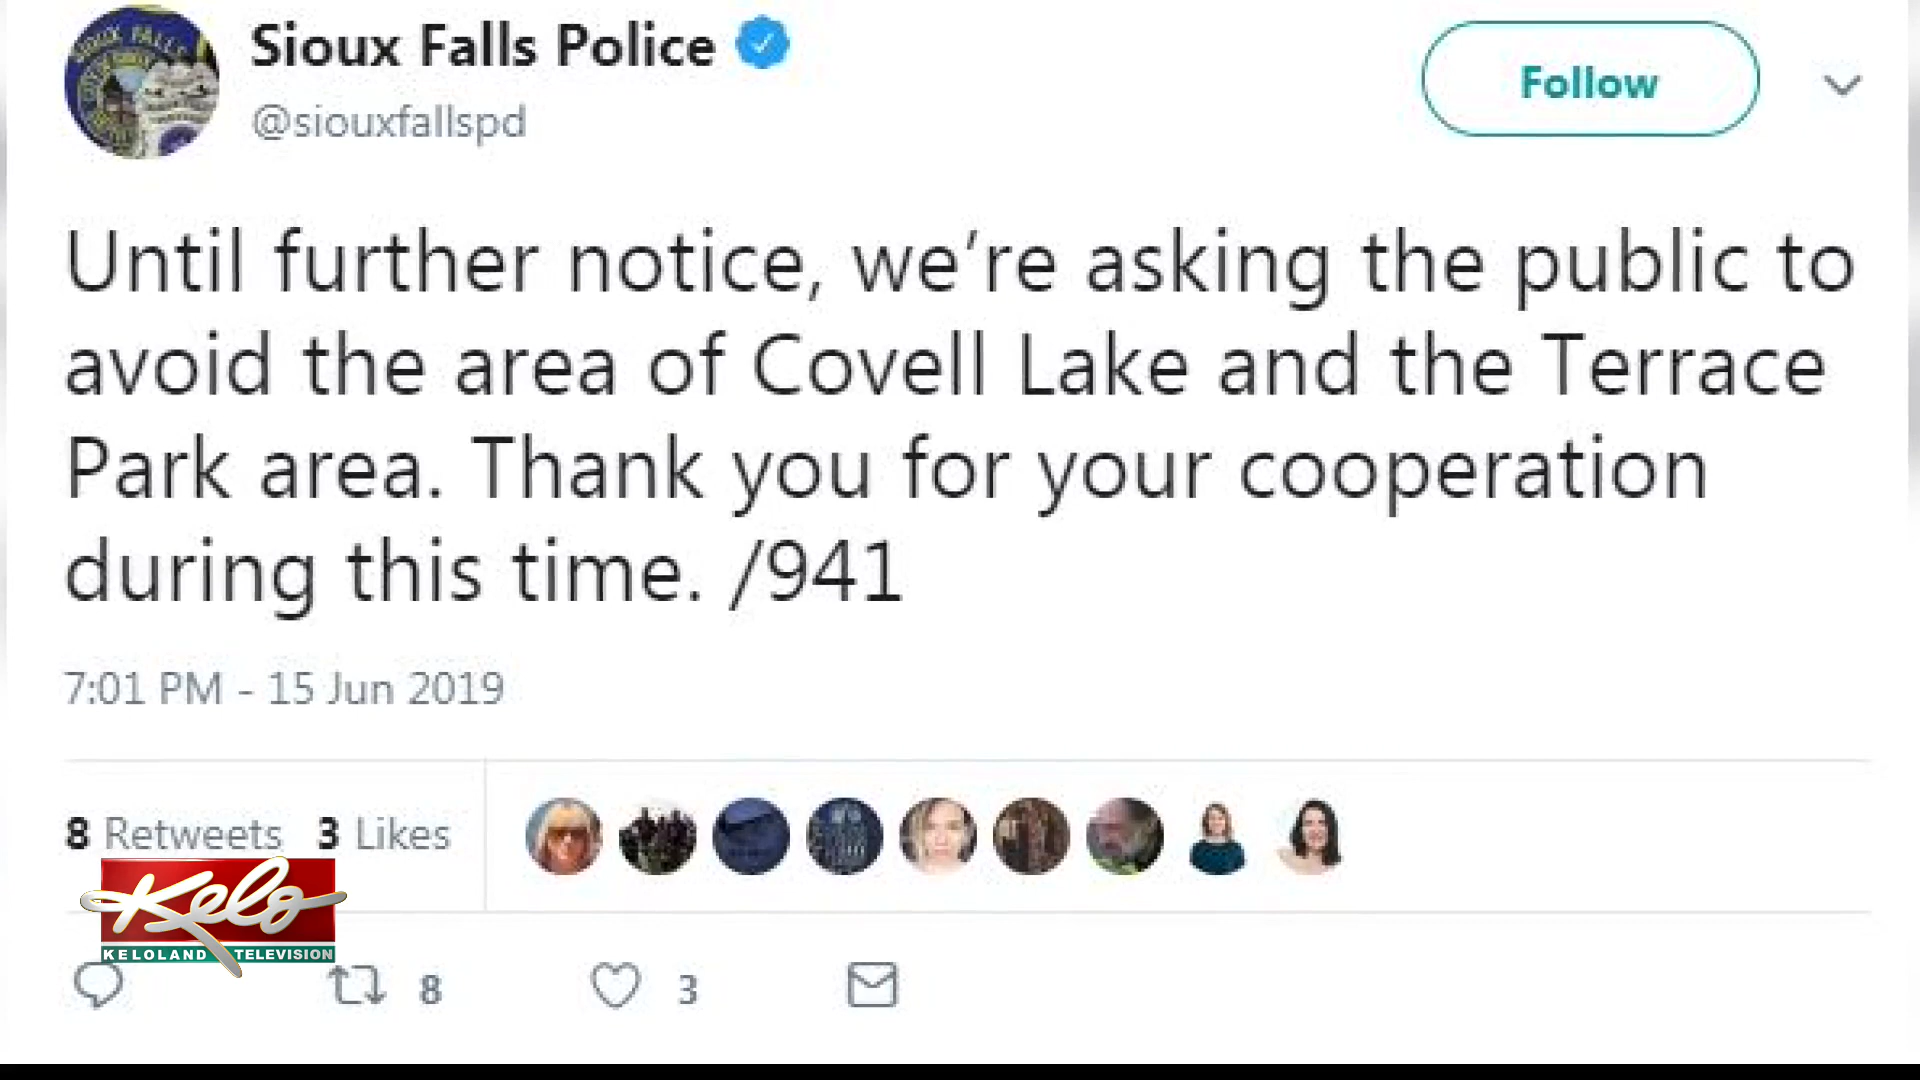 Sioux Falls Police
@siouxfallspd
Follow
Until further notice, we're asking the public to
avoid the area of Covell Lake and the Terrace
Park area. Thank you for your cooperation
during this time. /941
7:01 PM - 15 Jun 2019
8 Retweets 3 Likes
Kelo
KELOLAND TELEVISION
8 3